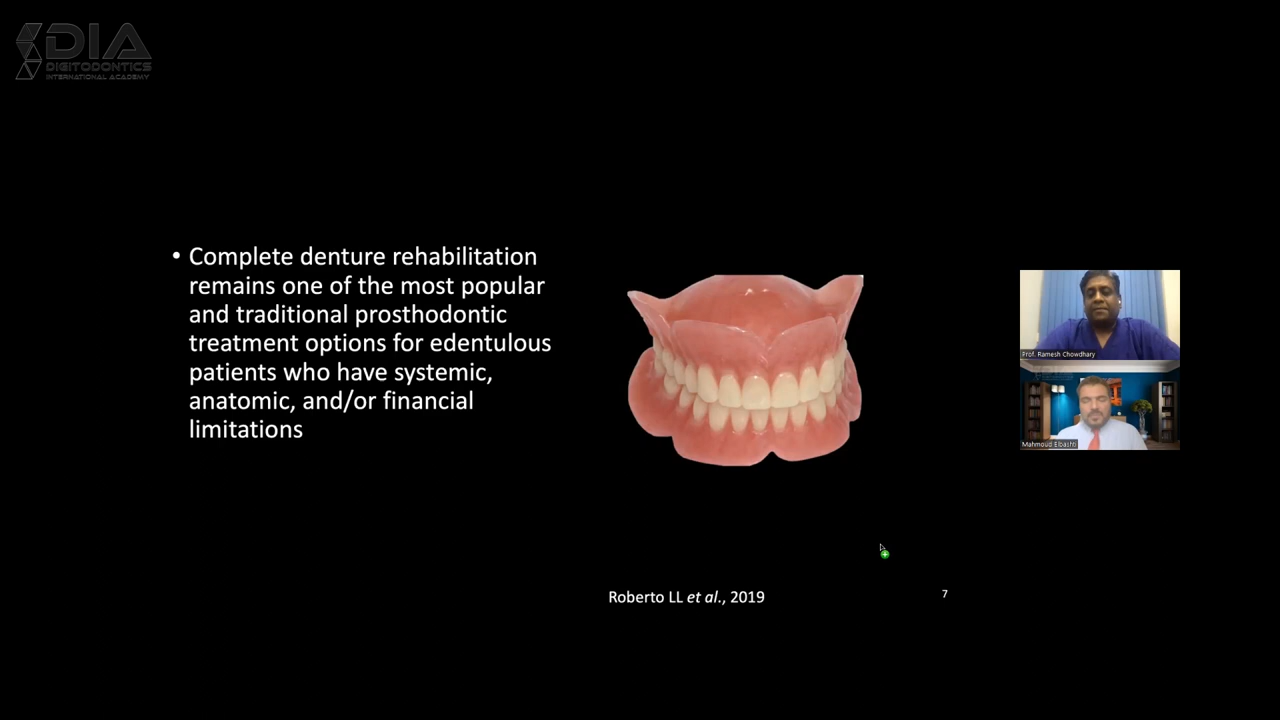 DIA
DIGITODONTICS
INTERNATIONAL ACADEMY
• Complete denture rehabilitation
remains one of the most popular
and traditional prosthodontic
treatment options for edentulous
patients who have systemic,
anatomic, and/or financial
limitations
Prof. Ramesh Chowdhary
Mahmoud Elbashti
Roberto LL et al., 2019
7